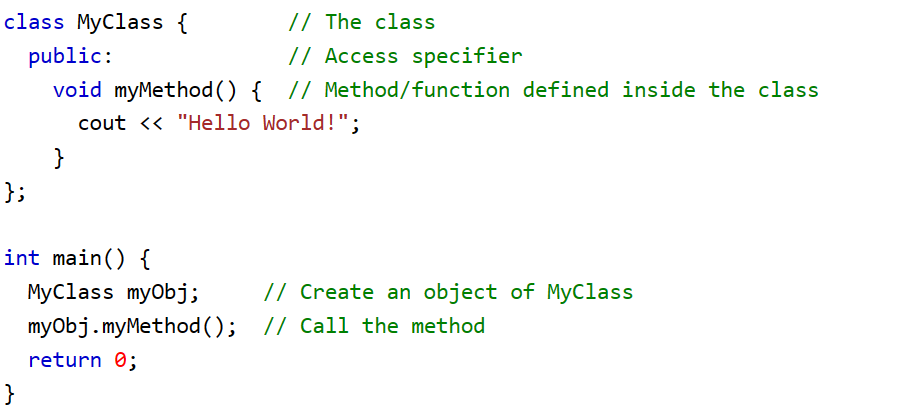 class MyClass {        // The class
  public:              // Access specifier
    void myMethod() {  // Method/function defined inside the class
      cout << "Hello World!";
    }
};

int main() {
  MyClass myObj;     // Create an object of MyClass
  myObj.myMethod();  // Call the method
  return 0;
}